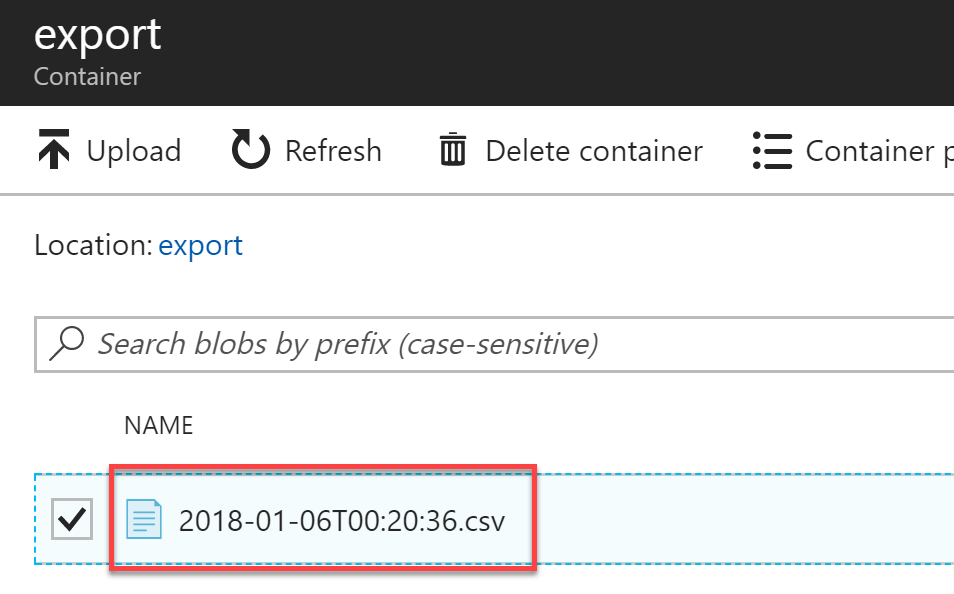 export
Container
Upload Refresh Delete container Container p
Location: export
Search blobs by prefix (case-sensitive)
NAME
2018-01-06T00:20:36.csv